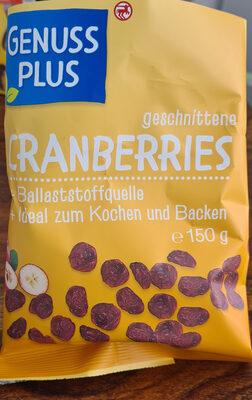 GENUSS
PLUS
geschnittene
CRANBERRIES
+ Ballaststoffquelle
+ Ideal zum Kochen und Backen
e 150 g